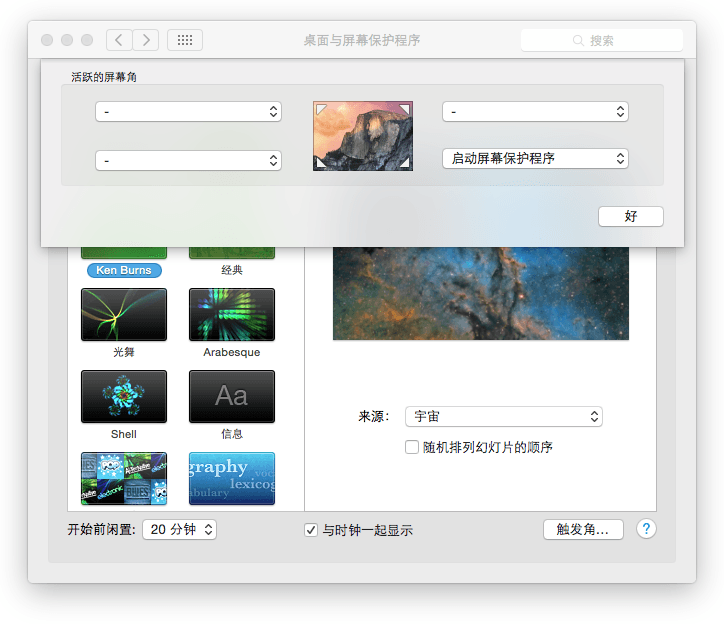 桌面与屏幕保护程序
搜索
活跃的屏幕角
-
-
-
启动屏幕保护程序
好
Ken Burns
经典
光舞
Arabesque
Shell
Aa
信息
graphy
voca
lexicog
abulary
来源：
宇宙
随机排列幻灯片的顺序
开始前闲置:
20 分钟
与时钟一起显示
触发角...
?